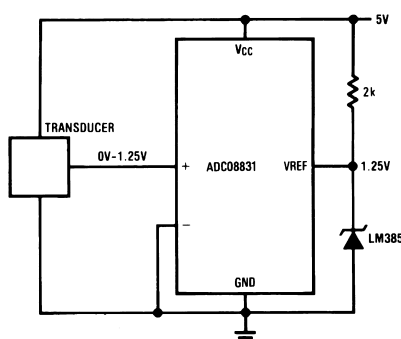 5V
VCC
2k
TRANSDUCER
0V–1.25V
+
ADC08831
VREF
1.25V
−
LM385
GND